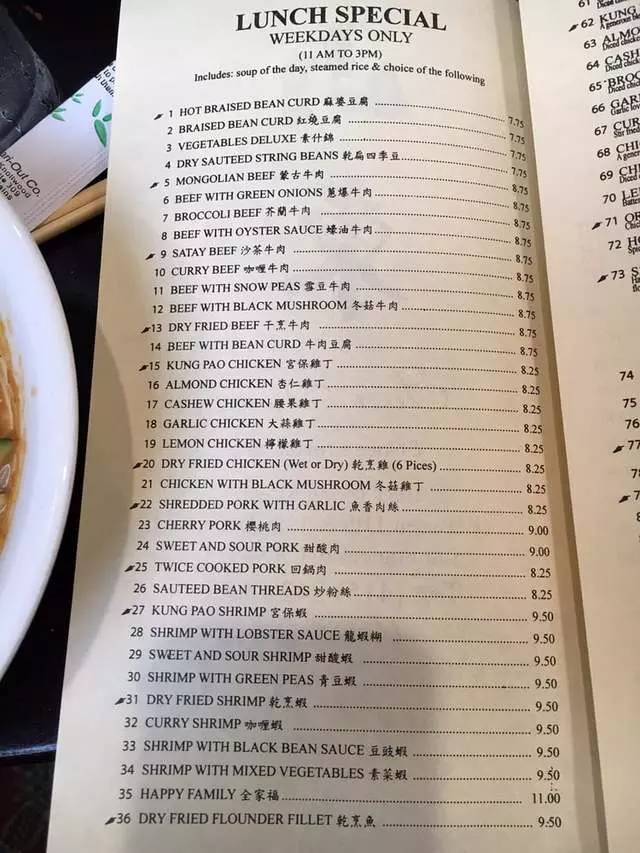 LUNCH SPECIAL
WEEKDAYS ONLY
(11 AM TO 3PM)
Includes: soup of the day, steamed rice & choice of the following
1 HOT BRAISED BEAN CURD 麻婆豆腐 7.75
2 BRAISED BEAN CURD 紅燒豆腐 7.75
3 VEGETABLES DELUXE 素什錦 7.75
4 DRY SAUTEED STRING BEANS 乾扁四季豆 7.75
5 MONGOLIAN BEEF 蒙古牛肉 8.75
6 BEEF WITH GREEN ONIONS 蔥爆牛肉 8.75
7 BROCCOLI BEEF 芥蘭牛肉 8.75
8 BEEF WITH OYSTER SAUCE 蠔油牛肉 8.75
9 SATAY BEEF 沙茶牛肉 8.75
10 CURRY BEEF 咖喱牛肉 8.75
11 BEEF WITH SNOW PEAS 雪豆牛肉 8.75
12 BEEF WITH BLACK MUSHROOM 冬菇牛肉 8.75
13 DRY FRIED BEEF 干烹牛肉 8.75
14 BEEF WITH BEAN CURD 牛肉豆腐 8.75
15 KUNG PAO CHICKEN 宮保雞丁 8.25
16 ALMOND CHICKEN 杏仁雞丁 8.25
17 CASHEW CHICKEN 腰果雞丁 8.25
18 GARLIC CHICKEN 大蒜雞丁 8.25
19 LEMON CHICKEN 檸檬雞丁 8.25
20 DRY FRIED CHICKEN (Wet or Dry) 乾烹雞 (6 Pices) 8.25
21 CHICKEN WITH BLACK MUSHROOM 冬菇雞丁 8.25
22 SHREDDED PORK WITH GARLIC 魚香肉絲 8.25
23 CHERRY PORK 櫻桃肉 9.00
24 SWEET AND SOUR PORK 甜酸肉 9.00
25 TWICE COOKED PORK 回鍋肉 8.25
26 SAUTEED BEAN THREADS 炒粉絲 8.25
27 KUNG PAO SHRIMP 宮保蝦 9.50
28 SHRIMP WITH LOBSTER SAUCE 龍蝦糊 9.50
29 SWEET AND SOUR SHRIMP 甜酸蝦 9.50
30 SHRIMP WITH GREEN PEAS 青豆蝦 9.50
31 DRY FRIED SHRIMP 乾烹蝦 9.50
32 CURRY SHRIMP 咖喱蝦 9.50
33 SHRIMP WITH BLACK BEAN SAUCE 豆豉蝦 9.50
34 SHRIMP WITH MIXED VEGETABLES 素菜蝦 9.50
35 HAPPY FAMILY 全家福 11.00
36 DRY FRIED FLOUNDER FILLET 乾烹魚 9.50
61
62 KUNG
63 ALMO
64 CASH
65
66
67
68
69
70
71
72
73
74
75
76
77